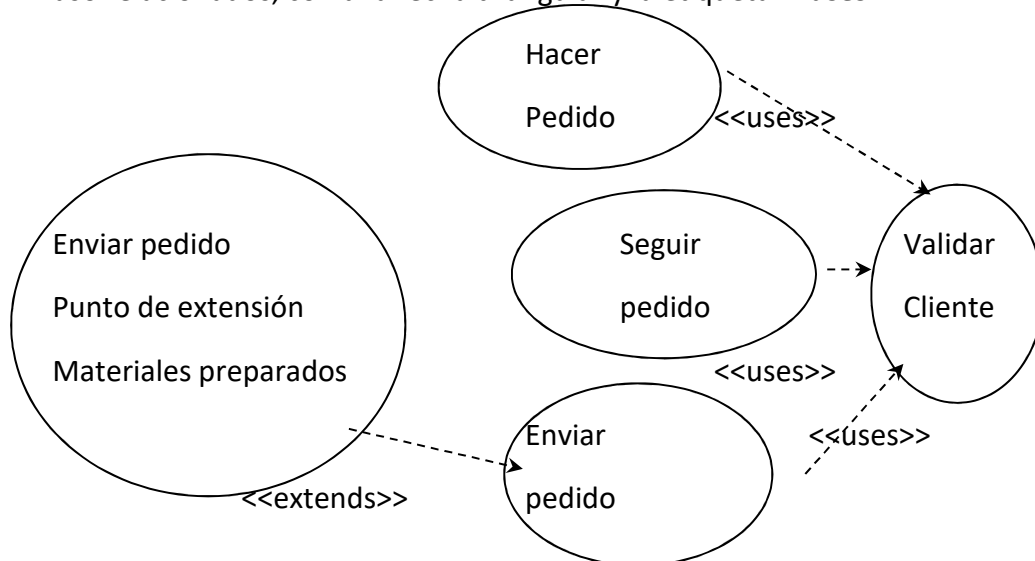 Hacer
Pedido
<<uses>>
Enviar pedido
Punto de extensión
Materiales preparados
Seguir
pedido
Validar
Cliente
<<uses>>
Enviar
pedido
<<uses>>
<<extends>>